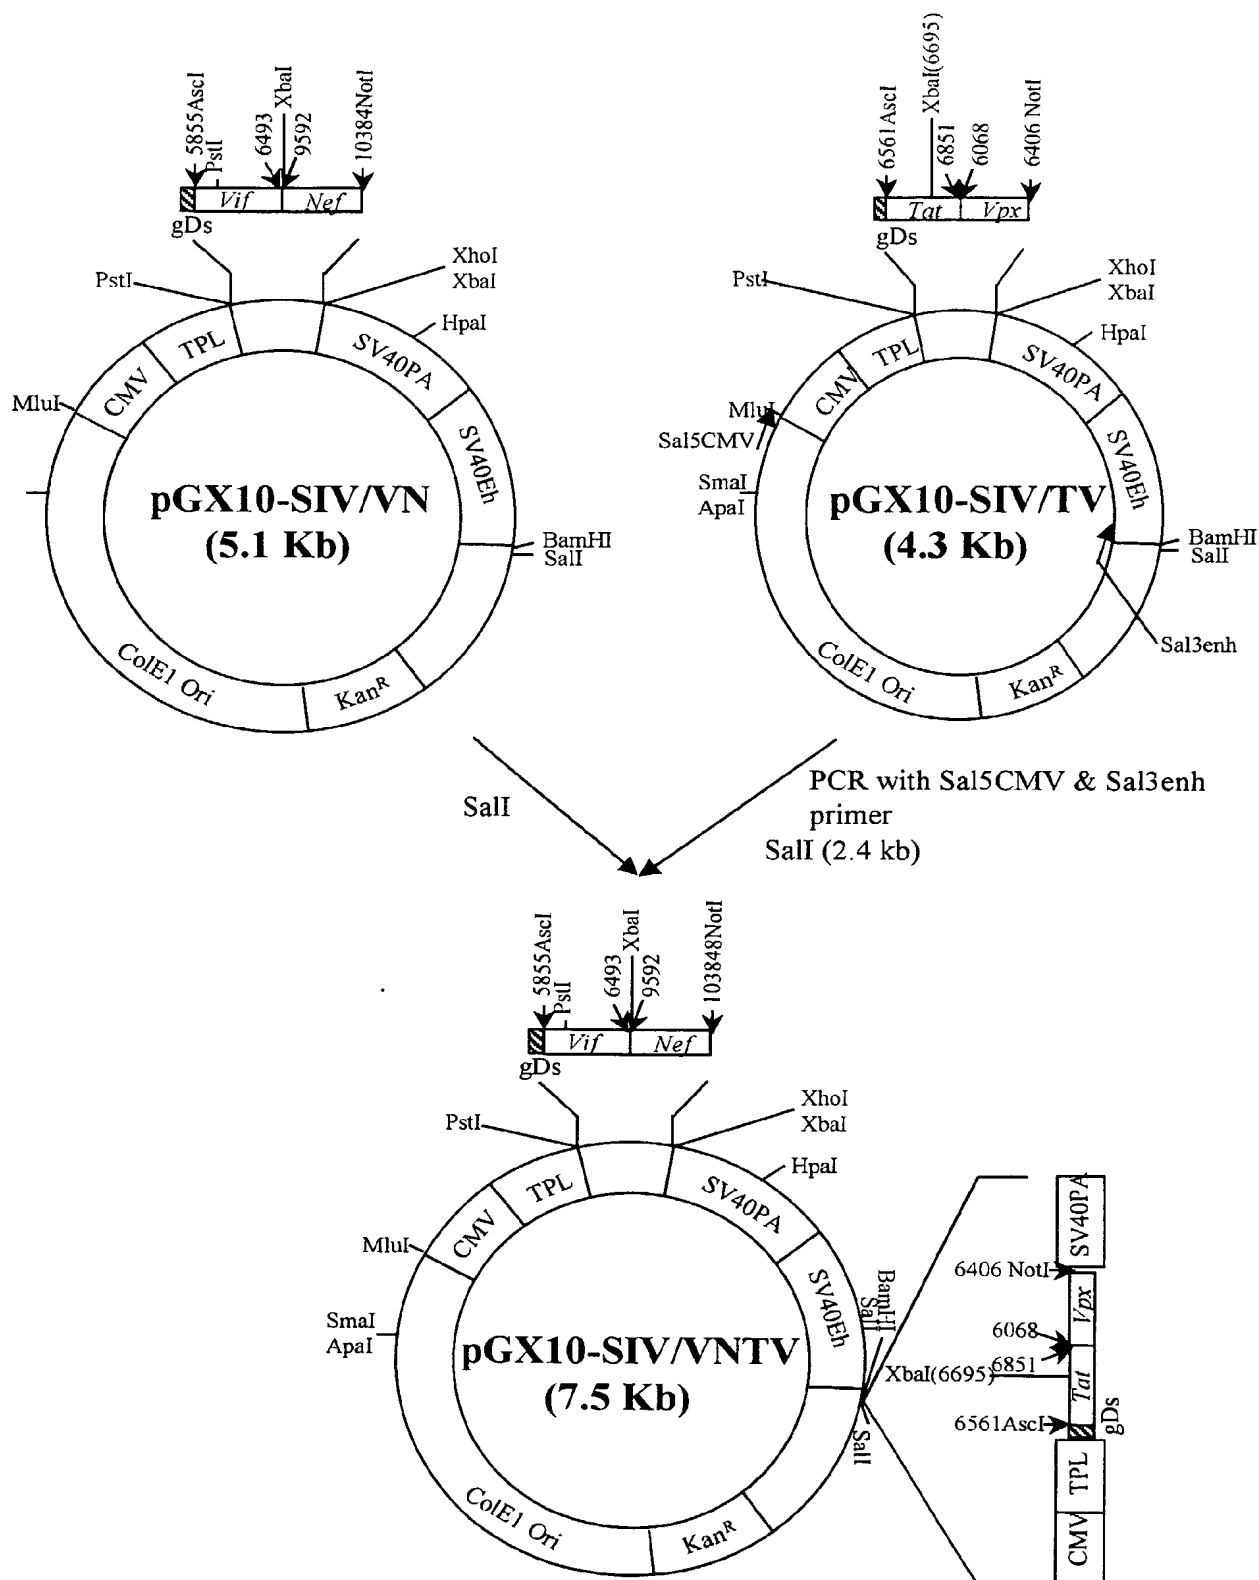 5855AscI
PstI
6493
XbaI
9592
10384NotI
Vif
Nef
gDs
PstI
XhoI
XbaI
HpaI
TPL
SV40PA
CMV
MluI
SV40Eh
pGX10-SIV/VN
(5.1 Kb)
BamHI
SalI
ColE1 Ori
KanR
6561AscI
XbaI(6695)
6851
6068
6406 NotI
Tat
Vpx
gDs
PstI
XhoI
XbaI
HpaI
TPL
SV40PA
CMV
MluI
Sal5CMV
SmaI
ApaI
SV40Eh
pGX10-SIV/TV
(4.3 Kb)
BamHI
SalI
Sal3enh
ColE1 Ori
KanR
SalI
PCR with Sal5CMV & Sal3enh
primer
SalI (2.4 kb)
5855AscI
PstI
6493
XbaI
9592
103848NotI
Vif
Nef
gDs
PstI
XhoI
XbaI
HpaI
TPL
SV40PA
CMV
MluI
SmaI
ApaI
SV40Eh
BamHI
SalI
pGX10-SIV/VNTV
(7.5 Kb)
SalI
ColE1 Ori
KanR
SV40PA
6406 NotI
Vpx
6068
6851
XbaI(6695)
Tat
6561AscI
gDs
TPL
CMV